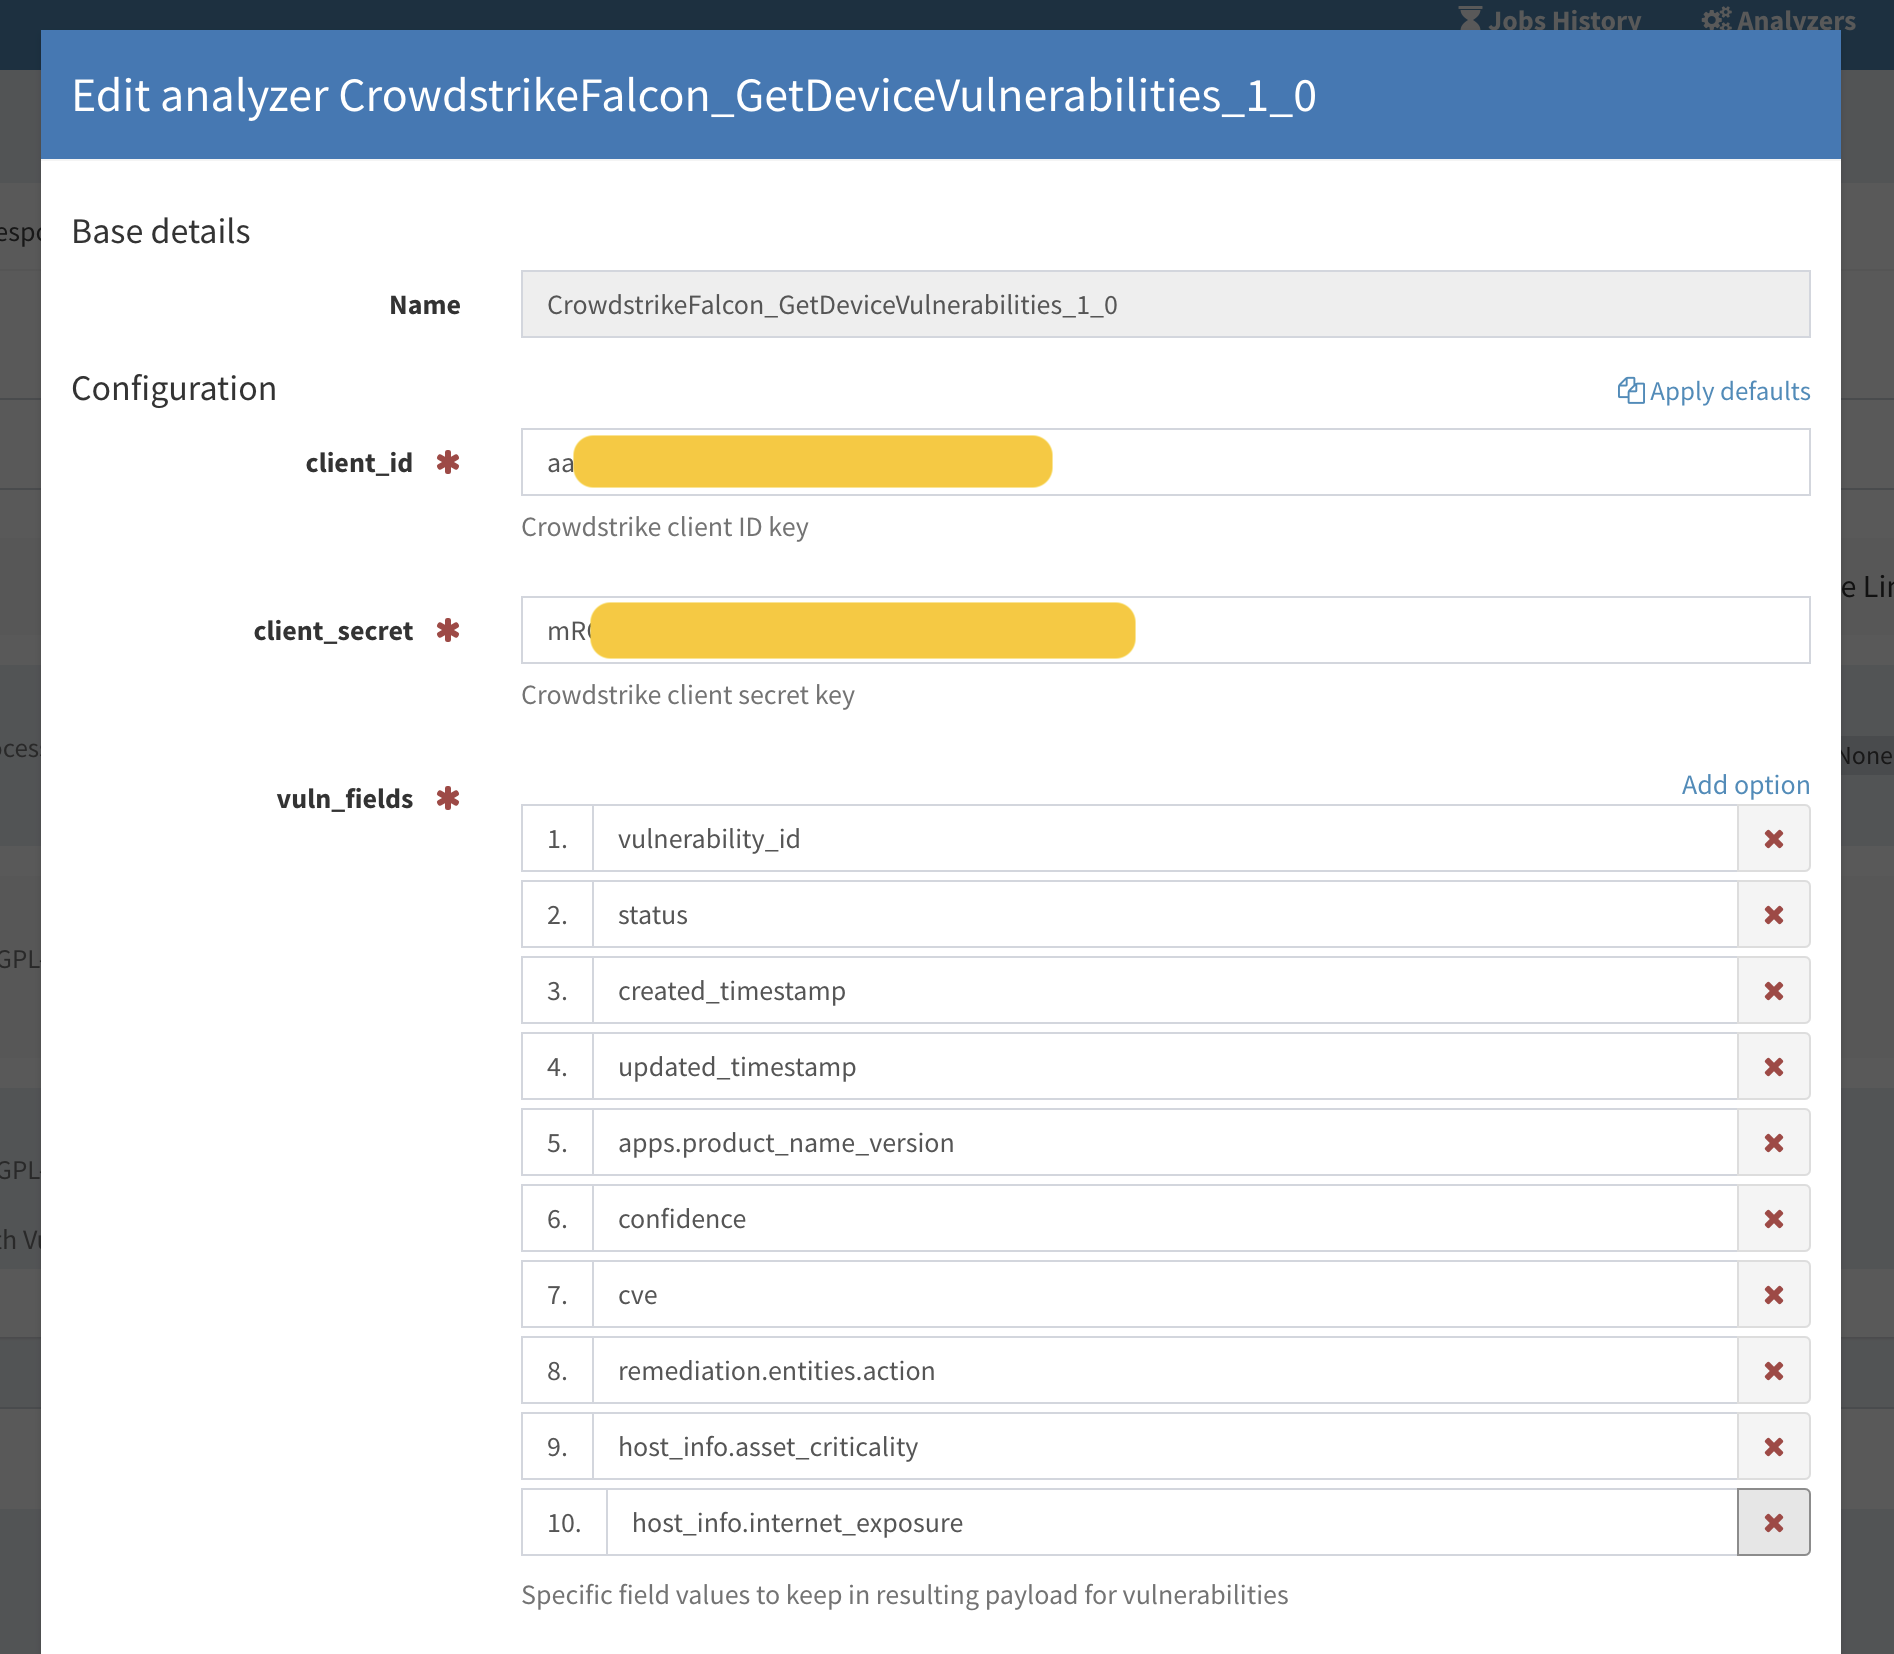 Jobs History Analyzers
Edit analyzer CrowdstrikeFalcon_GetDeviceVulnerabilities_1_0
Base details
Name CrowdstrikeFalcon_GetDeviceVulnerabilities_1_0
Configuration Apply defaults
client_id ✱ aa
Crowdstrike client ID key
client_secret ✱ mR
Crowdstrike client secret key
vuln_fields ✱ Add option
1. vulnerability_id
2. status
3. created_timestamp
4. updated_timestamp
5. apps.product_name_version
6. confidence
7. cve
8. remediation.entities.action
9. host_info.asset_criticality
10. host_info.internet_exposure
Specific field values to keep in resulting payload for vulnerabilities
None